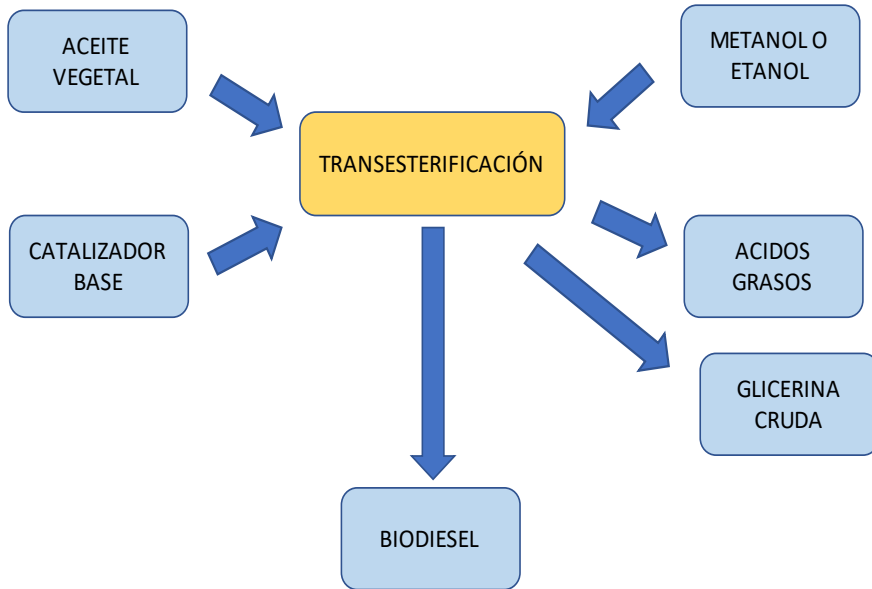 ACEITE
VEGETAL
METANOL O
ETANOL
TRANSESTERIFICACIÓN
CATALIZADOR
BASE
ACIDOS
GRASOS
GLICERINA
CRUDA
BIODIESEL